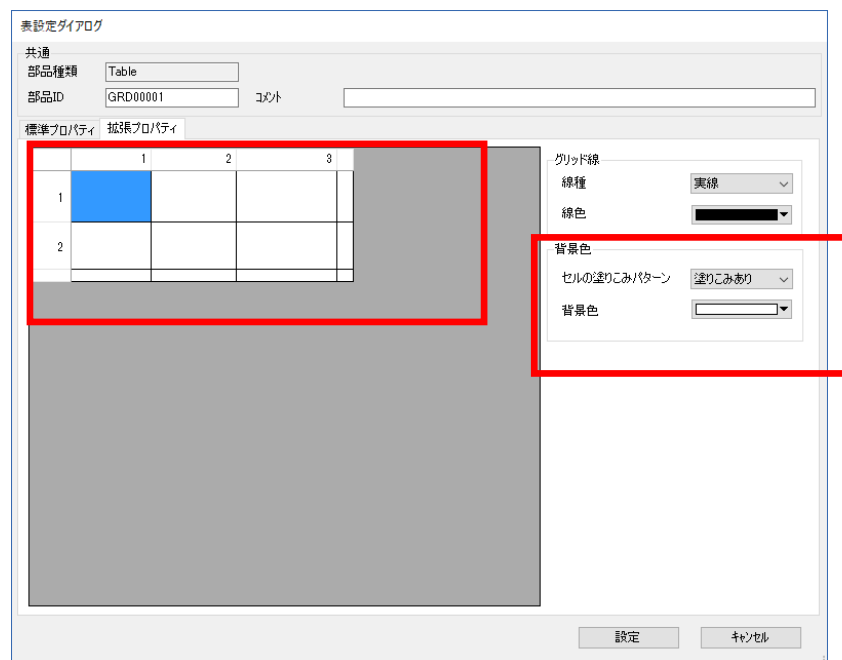 表設定ダイアログ
共通
部品種類 Table
部品ID GRD00001 コメント
標準プロパティ 拡張プロパティ
1 2 3
1
2
グリッド線
線種 実線
線色
背景色
セルの塗りこみパターン 塗りこみあり
背景色
設定 キャンセル